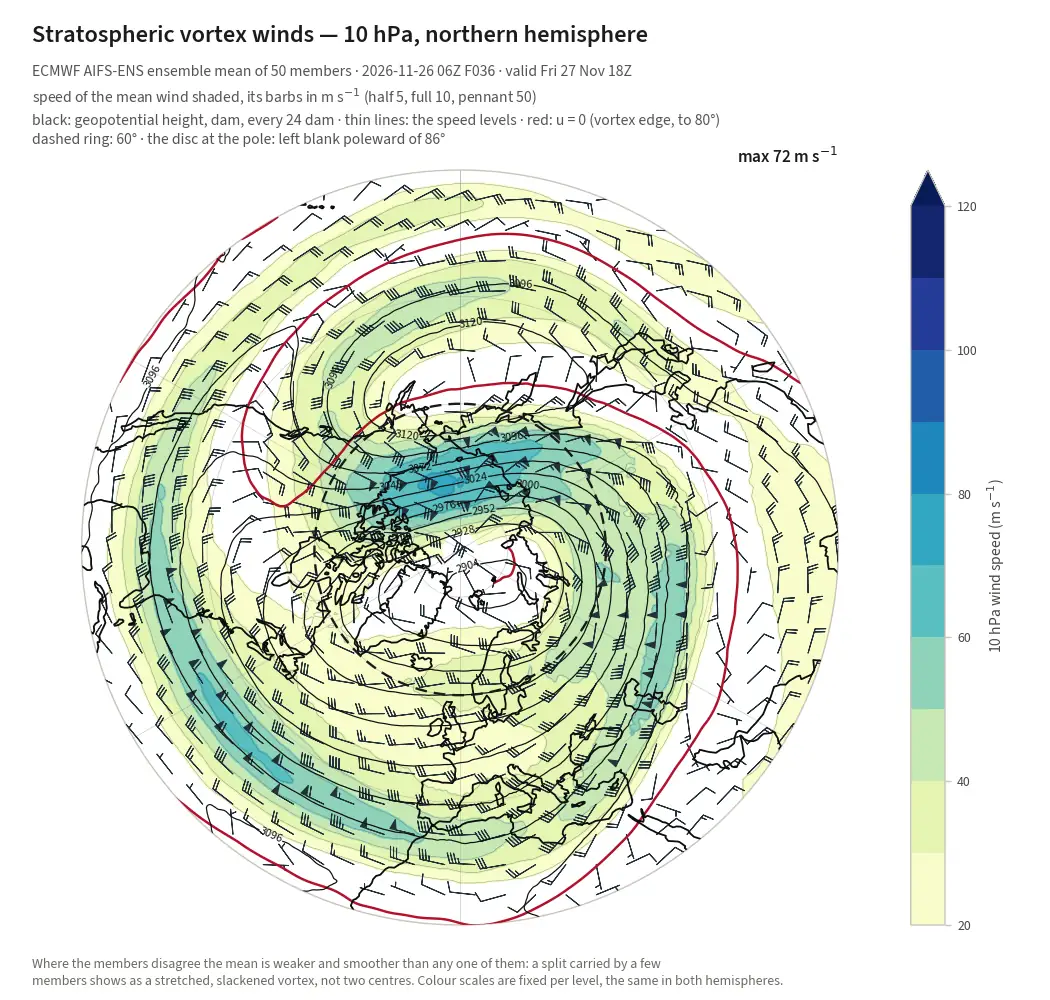 Stratospheric vortex winds — 10 hPa, northern hemisphere
ECMWF AIFS-ENS ensemble mean of 50 members · 2026-11-26 06Z F036 · valid Fri 27 Nov 18Z
speed of the mean wind shaded, its barbs in m s⁻¹ (half 5, full 10, pennant 50)
black: geopotential height, dam, every 24 dam · thin lines: the speed levels · red: u = 0 (vortex edge, to 80°)
dashed ring: 60° · the disc at the pole: left blank poleward of 86°
max 72 m s⁻¹
120
100
80
60
40
20
10 hPa wind speed (m s⁻¹)
3096
3120
3096
3120
3096
3072
3024
3000
2976
2952
2928
2904
3096
Where the members disagree the mean is weaker and smoother than any one of them: a split carried by a few
members shows as a stretched, slackened vortex, not two centres. Colour scales are fixed per level, the same in both hemispheres.